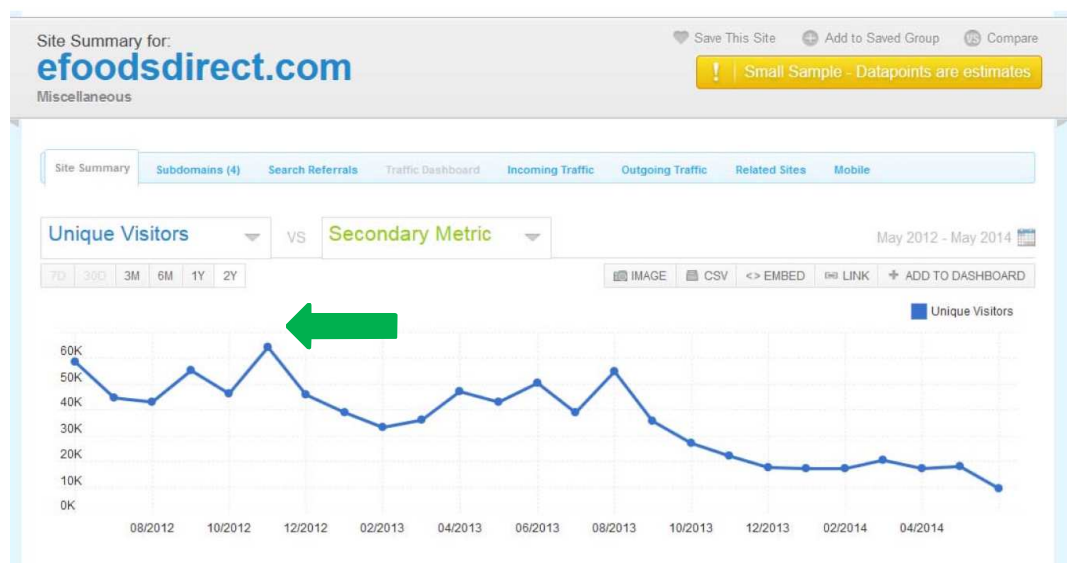 Site Summary for:
efoodsdirect.com
Miscellaneous
Save This Site Add to Saved Group VS Compare
! Small Sample - Datapoints are estimates
Site Summary Subdomains (4) Search Referrals Traffic Dashboard Incoming Traffic Outgoing Traffic Related Sites Mobile
Unique Visitors VS Secondary Metric May 2012 - May 2014
7D 30D 3M 6M 1Y 2Y IMAGE CSV <> EMBED LINK + ADD TO DASHBOARD
Unique Visitors
60K
50K
40K
30K
20K
10K
0K
08/2012 10/2012 12/2012 02/2013 04/2013 06/2013 08/2013 10/2013 12/2013 02/2014 04/2014